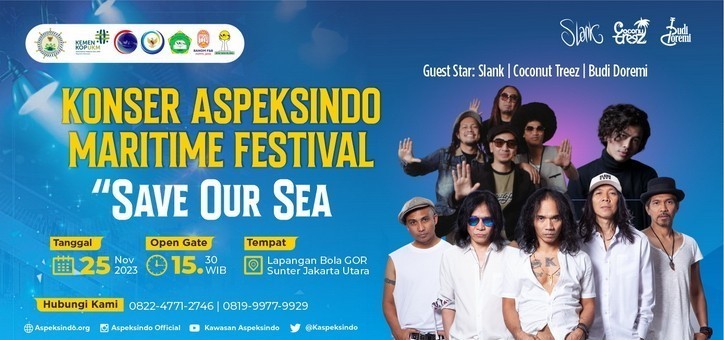 KEMEN
KOPUKM
Slank
Coconut
Treez
Budi
Doremi
Guest Star: Slank | Coconut Treez | Budi Doremi
KONSER ASPEKSINDO
MARITIME FESTIVAL
“SAVE OUR SEA
Tanggal
25 Nov
2023
Open Gate
15. 30
WIB
Tempat
Lapangan Bola GOR
Sunter Jakarta Utara
Hubungi Kami
0822-4771-2746 | 0819-9977-9929
Aspeksindo.org
Aspeksindo Official
Kawasan Aspeksindo
@Kaspeksindo